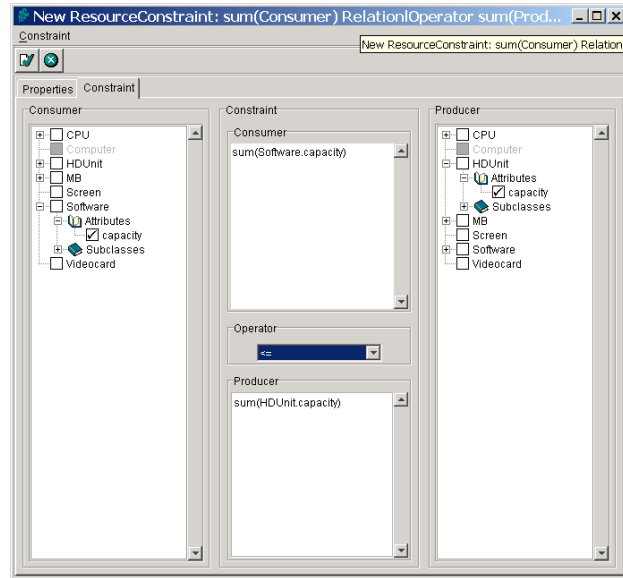 New ResourceConstraint: sum(Consumer) RelationlOperator sum(Prod...
Constraint
New ResourceConstraint: sum(Consumer) Relation
Properties Constraint
Consumer
CPU
Computer
HDUnit
MB
Screen
Software
Attributes
capacity
Subclasses
Videocard
Constraint
Consumer
sum(Software.capacity)
Operator
<=
Producer
sum(HDUnit.capacity)
Producer
CPU
Computer
HDUnit
Attributes
capacity
Subclasses
MB
Screen
Software
Videocard